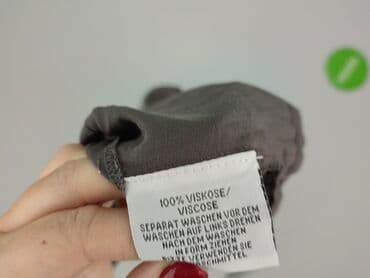 100% VISKOSE/
VISCOSE
SEPARAT WASCHEN VOR DEM
WASCHEN AUF LINKS DREHEN
NACH DEM WASCHEN
IN FORM ZIEHEN